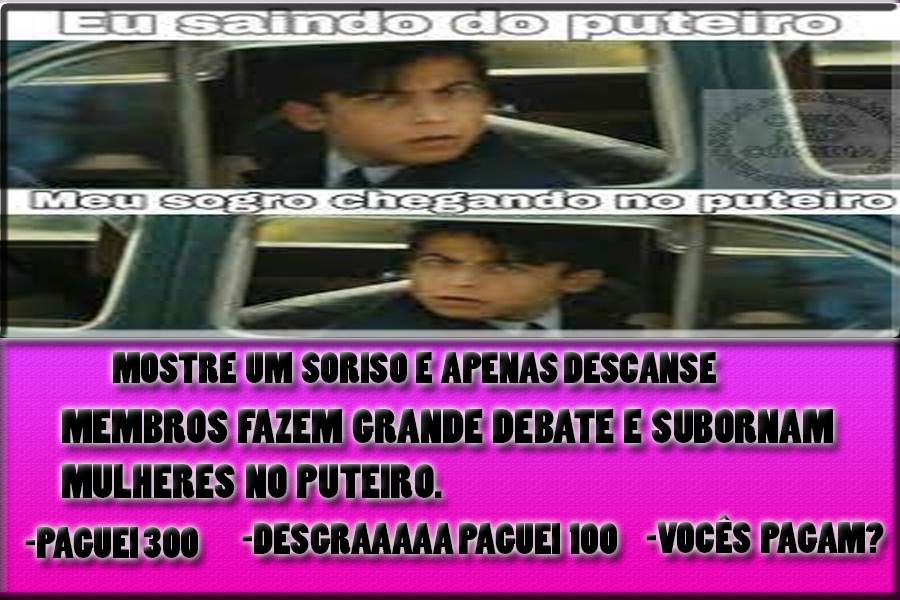 Eu saindo do puteiro
Meu sogro chegando no puteiro
MOSTRE UM SORISO E APENAS DESCANSE
MEMBROS FAZEM GRANDE DEBATE E SUBORNAM
MULHERES NO PUTEIRO.
-PAGUEI 300 -DESGRAAAAA PAGUEI 100 -VOCÊS PAGAM?